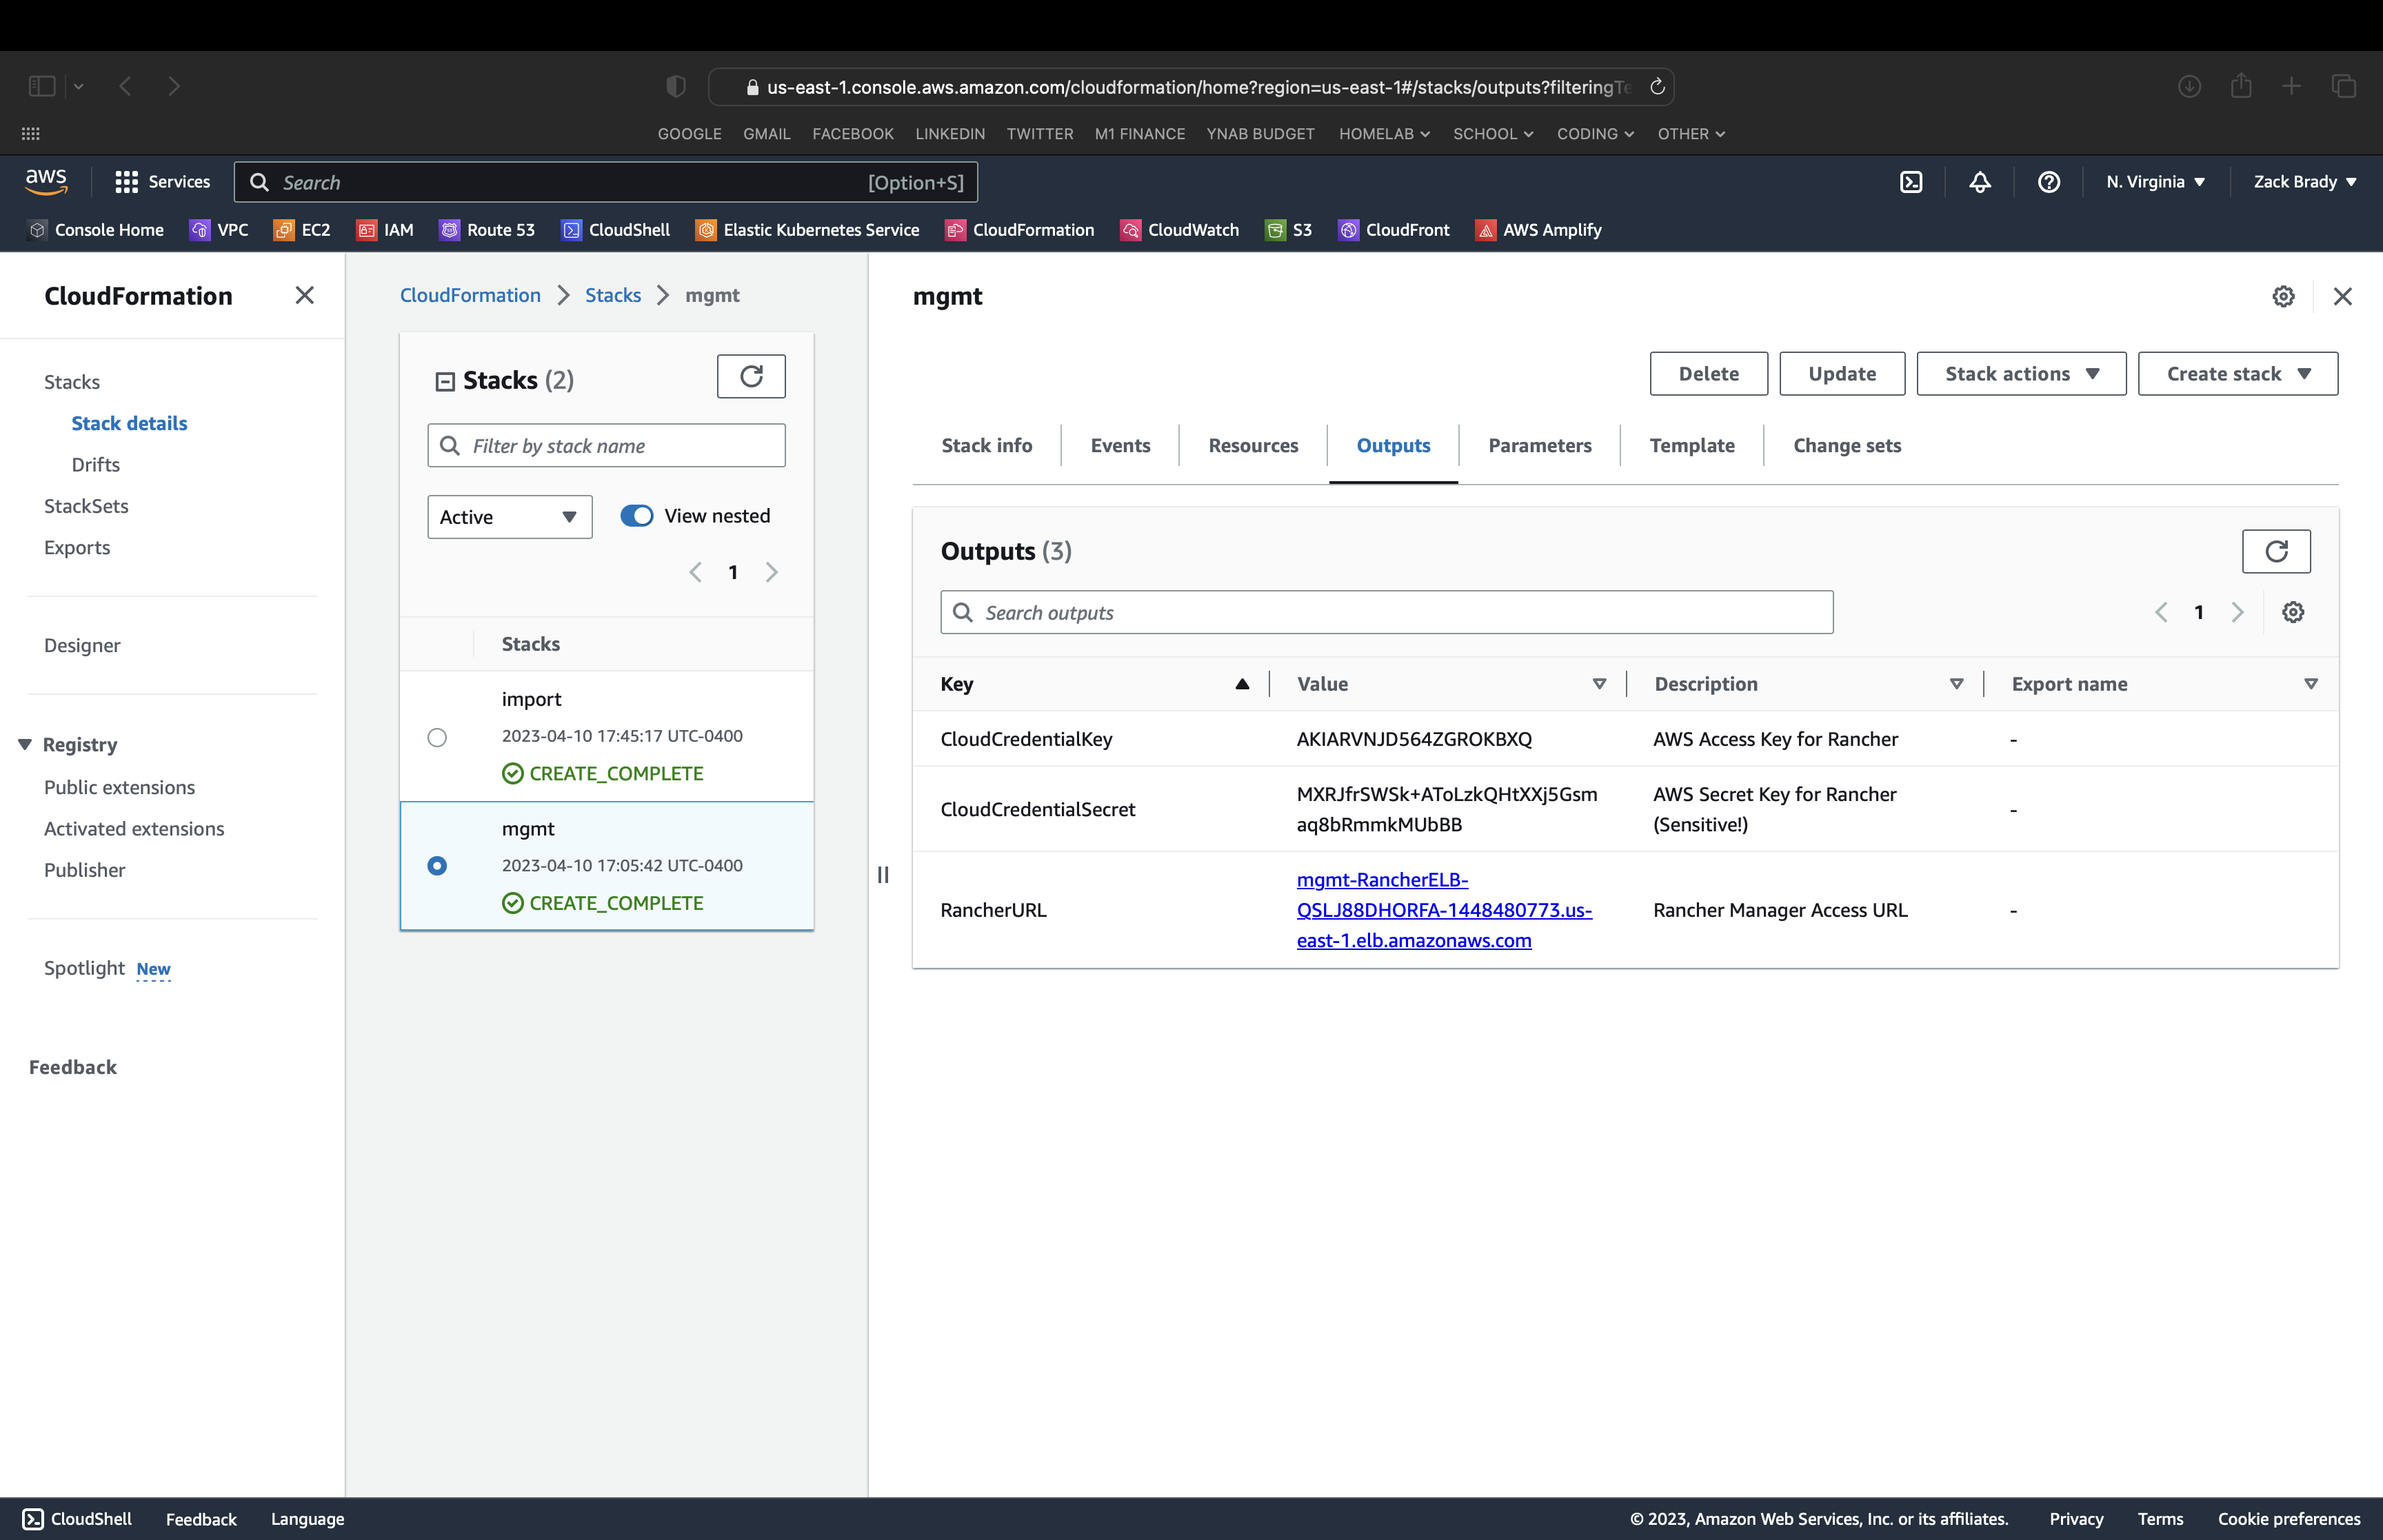 us-east-1.console.aws.amazon.com/cloudformation/home?region=us-east-1#/stacks/outputs?filteringTe
GOOGLE GMAIL FACEBOOK LINKEDIN TWITTER M1 FINANCE YNAB BUDGET HOMELAB SCHOOL CODING OTHER
aws Services Search [Option+S] N. Virginia Zack Brady
Console Home VPC EC2 IAM Route 53 CloudShell Elastic Kubernetes Service CloudFormation CloudWatch S3 CloudFront AWS Amplify
CloudFormation
Stacks
Stack details
Drifts
StackSets
Exports
Designer
Registry
Public extensions
Activated extensions
Publisher
Spotlight New
Feedback
CloudFormation Stacks mgmt
Stacks (2)
Filter by stack name
Active View nested
1
Stacks
import
2023-04-10 17:45:17 UTC-0400
CREATE_COMPLETE
mgmt
2023-04-10 17:05:42 UTC-0400
CREATE_COMPLETE
mgmt
Delete Update Stack actions Create stack
Stack info Events Resources Outputs Parameters Template Change sets
Outputs (3)
Search outputs 1
Key Value Description Export name
CloudCredentialKey AKIARVNJD564ZGROKBXQ AWS Access Key for Rancher -
CloudCredentialSecret MXRJfrSWSk+AToLzkQHtXXj5Gsm AWS Secret Key for Rancher -
aq8bRmmkMUbBB (Sensitive!)
mgmt-RancherELB-
RancherURL QSLJ88DHORFA-1448480773.us- Rancher Manager Access URL -
east-1.elb.amazonaws.com
CloudShell Feedback Language © 2023, Amazon Web Services, Inc. or its affiliates. Privacy Terms Cookie preferences